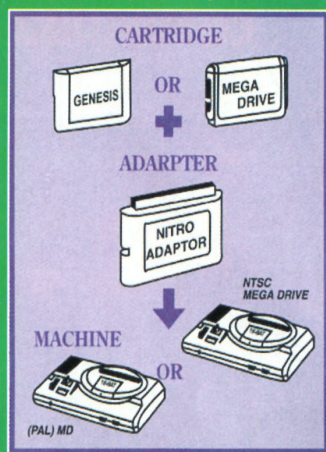 CARTRIDGE
GENESIS
OR
MEGA
DRIVE
ADARPTER
NITRO
ADAPTOR
NTSC
MEGA DRIVE
MACHINE
OR
(PAL) MD